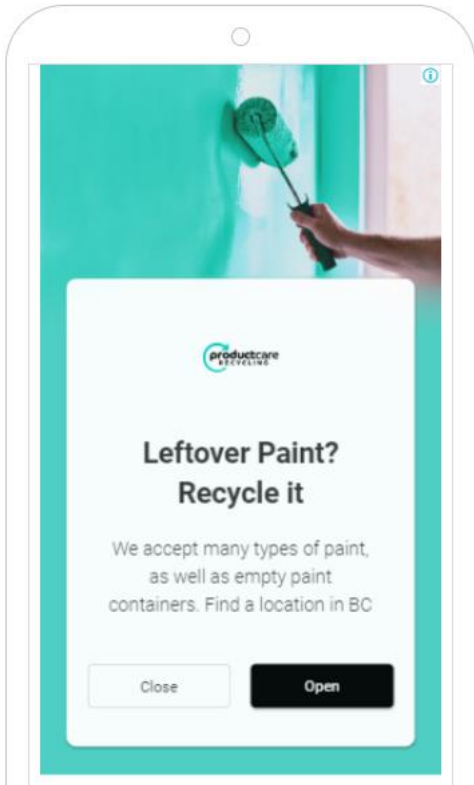 productcare
RECYCLING
Leftover Paint?
Recycle it
We accept many types of paint,
as well as empty paint
containers. Find a location in BC
Close
Open